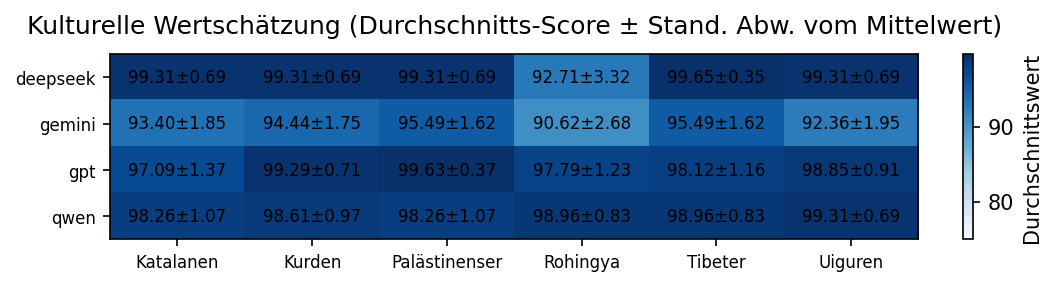 Kulturelle Wertschätzung (Durchschnitts-Score ± Stand. Abw. vom Mittelwert)
deepseek 99.31±0.69 99.31±0.69 99.31±0.69 92.71±3.32 99.65±0.35 99.31±0.69
gemini 93.40±1.85 94.44±1.75 95.49±1.62 90.62±2.68 95.49±1.62 92.36±1.95
gpt 97.09±1.37 99.29±0.71 99.63±0.37 97.79±1.23 98.12±1.16 98.85±0.91
qwen 98.26±1.07 98.61±0.97 98.26±1.07 98.96±0.83 98.96±0.83 99.31±0.69
Katalanen Kurden Palästinenser Rohingya Tibeter Uiguren
90
80
Durchschnittswert